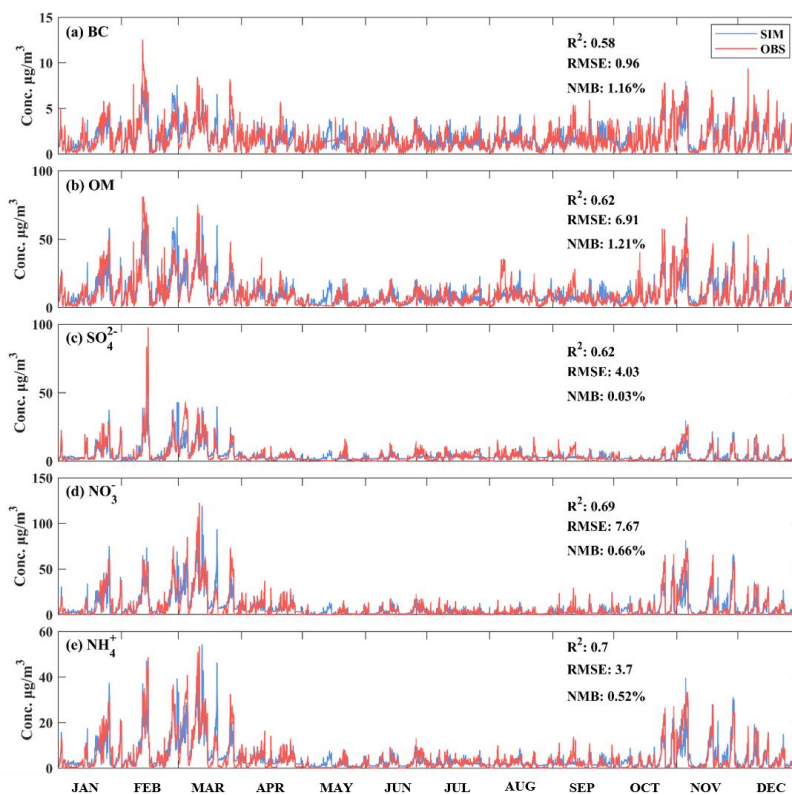 (a) BC
R²: 0.58
RMSE: 0.96
NMB: 1.16%
SIM
OBS
15
10
5
0
Conc. μg/m³
(b) OM
R²: 0.62
RMSE: 6.91
NMB: 1.21%
100
50
0
Conc. μg/m³
(c) SO₄²⁻
R²: 0.62
RMSE: 4.03
NMB: 0.03%
100
50
0
Conc. μg/m³
(d) NO₃⁻
R²: 0.69
RMSE: 7.67
NMB: 0.66%
150
100
50
0
Conc. μg/m³
(e) NH₄⁺
R²: 0.7
RMSE: 3.7
NMB: 0.52%
60
40
20
0
Conc. μg/m³
JAN FEB MAR APR MAY JUN JUL AUG SEP OCT NOV DEC